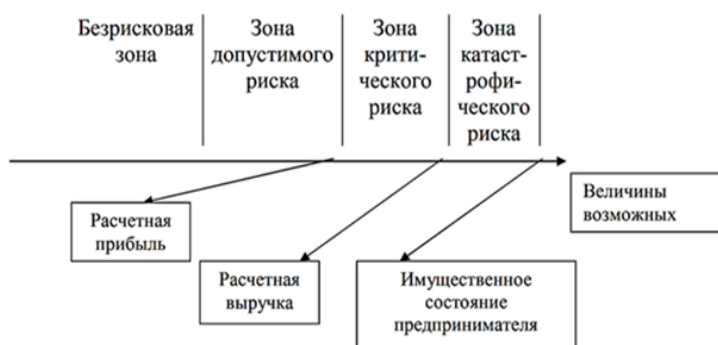 Безрисковая
зона
Зона
допустимого
риска
Зона
крити-
ческого
риска
Зона
катаст-
рофи-
ческого
риска
Величины
возможных
Расчетная
прибыль
Расчетная
выручка
Имущественное
состояние
предпринимателя